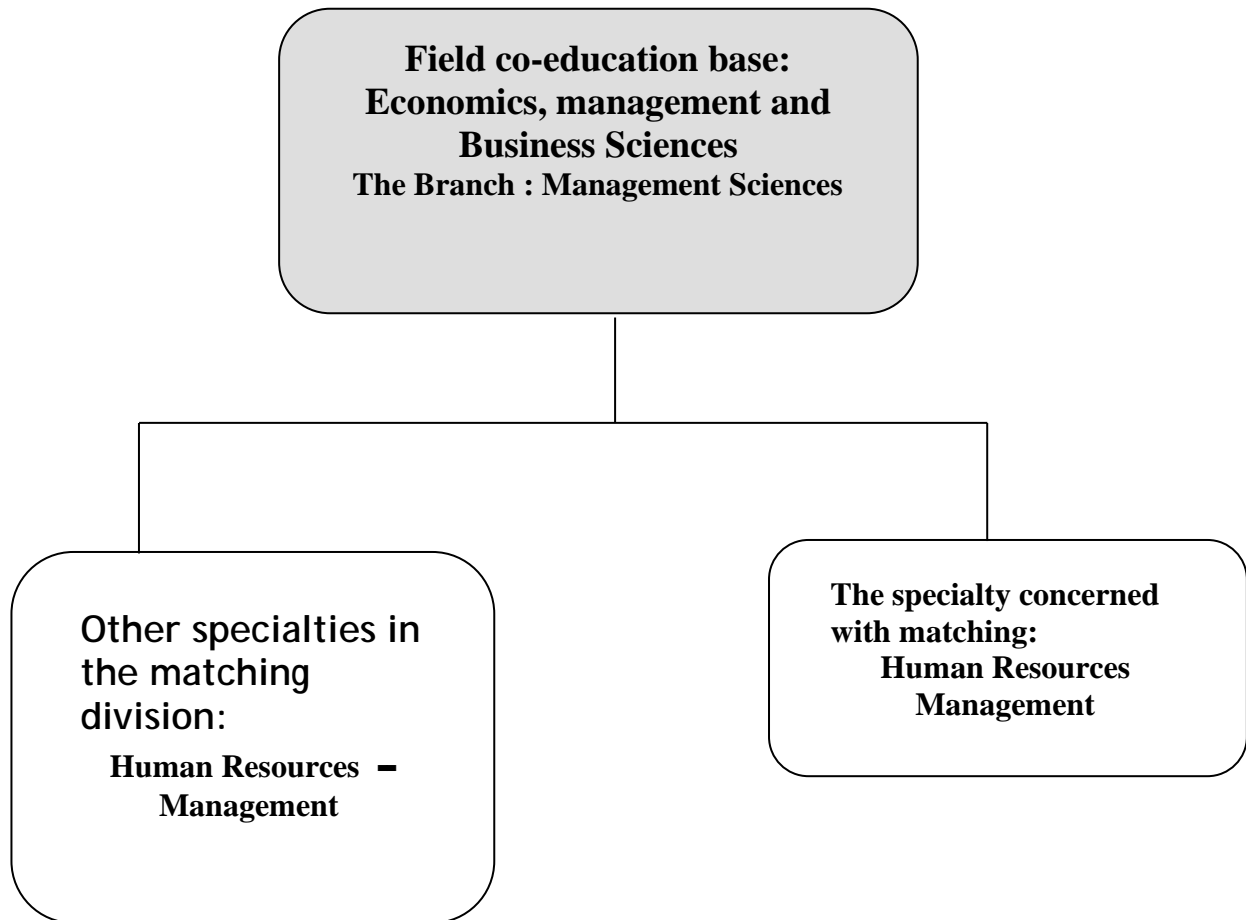 Field co-education base:
Economics, management and
Business Sciences
The Branch : Management Sciences
Other specialties in
the matching
division:
Human Resources –
Management
The specialty concerned
with matching:
Human Resources
Management